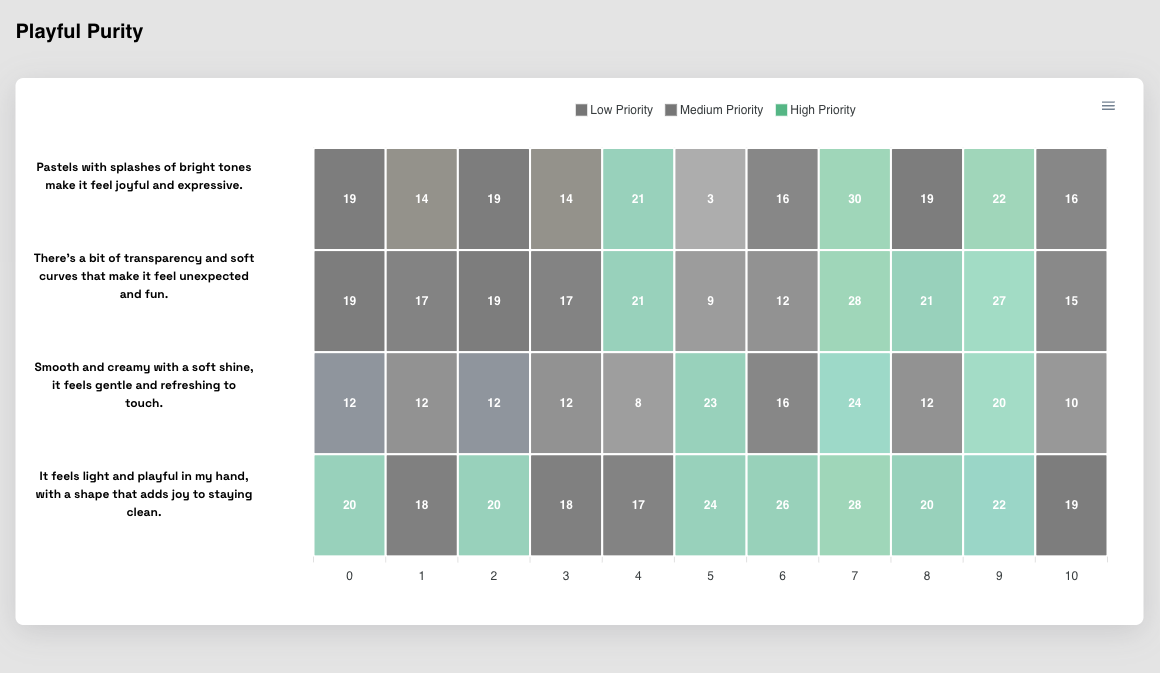 Playful Purity
Low Priority Medium Priority High Priority
Pastels with splashes of bright tones
make it feel joyful and expressive.
19 14 19 14 21 3 16 30 19 22 16
There's a bit of transparency and soft
curves that make it feel unexpected
and fun.
19 17 19 17 21 9 12 28 21 27 15
Smooth and creamy with a soft shine,
it feels gentle and refreshing to
touch.
12 12 12 12 8 23 16 24 12 20 10
It feels light and playful in my hand,
with a shape that adds joy to staying
clean.
20 18 20 18 17 24 26 28 20 22 19
0 1 2 3 4 5 6 7 8 9 10